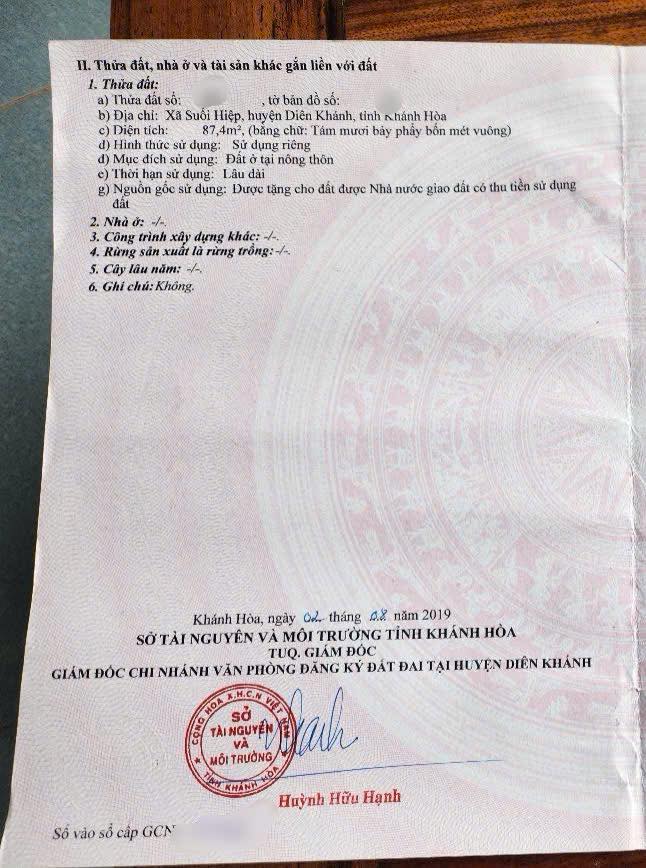 II. Thửa đất, nhà ở và tài sản khác gắn liền với đất
1. Thửa đất:
a) Thửa đất số: , tờ bản đồ số:
b) Địa chỉ: Xã Suối Hiệp, huyện Diên Khánh, tỉnh Khánh Hòa
c) Diện tích: 87,4m², (bằng chữ: Tám mươi bảy phẩy bốn mét vuông)
d) Hình thức sử dụng: Sử dụng riêng
đ) Mục đích sử dụng: Đất ở tại nông thôn
e) Thời hạn sử dụng: Lâu dài
g) Nguồn gốc sử dụng: Được tặng cho đất được Nhà nước giao đất có thu tiền sử dụng
đất
2. Nhà ở: -/-.
3. Công trình xây dựng khác: -/-.
4. Rừng sản xuất là rừng trồng: -/-.
5. Cây lâu năm: -/-.
6. Ghi chú: Không.
Khánh Hòa, ngày 02 tháng 08 năm 2019
SỞ TÀI NGUYÊN VÀ MÔI TRƯỜNG TỈNH KHÁNH HÒA
TUQ. GIÁM ĐỐC
GIÁM ĐỐC CHI NHÁNH VĂN PHÒNG ĐĂNG KÝ ĐẤT ĐAI TẠI HUYỆN DIÊN KHÁNH
CỘNG HÒA X.H.C.N VIỆT NAM
SỞ
TÀI NGUYÊN
VÀ
MÔI TRƯỜNG
TỈNH KHÁNH HÒA
Huỳnh Hữu Hạnh
Số vào sổ cấp GCN